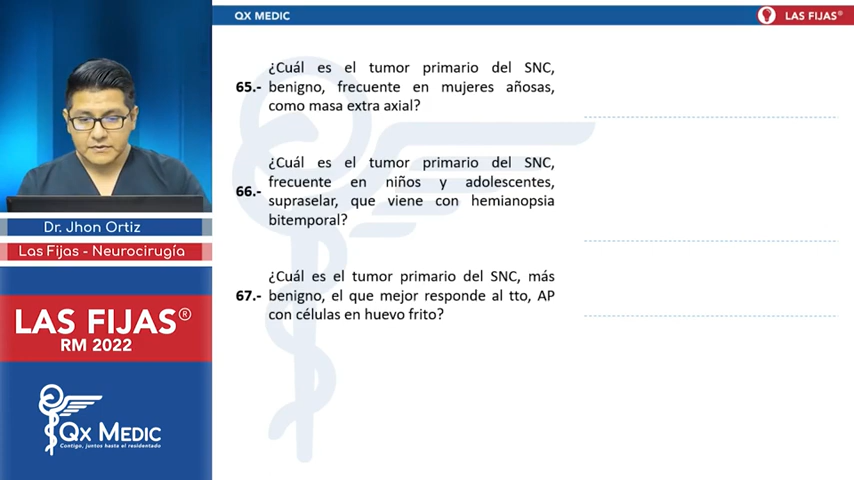 QX MEDIC
LAS FIJAS®
¿Cuál es el tumor primario del SNC,
65.- benigno, frecuente en mujeres añosas,
como masa extra axial?
¿Cuál es el tumor primario del SNC,
frecuente en niños y adolescentes,
66.- supraselar, que viene con hemianopsia
bitemporal?
¿Cuál es el tumor primario del SNC, más
67.- benigno, el que mejor responde al tto, AP
con células en huevo frito?
Dr. Jhon Ortiz
Las Fijas - Neurocirugía
LAS FIJAS®
RM 2022
QX MEDIC
Contigo, juntos hasta el residentado